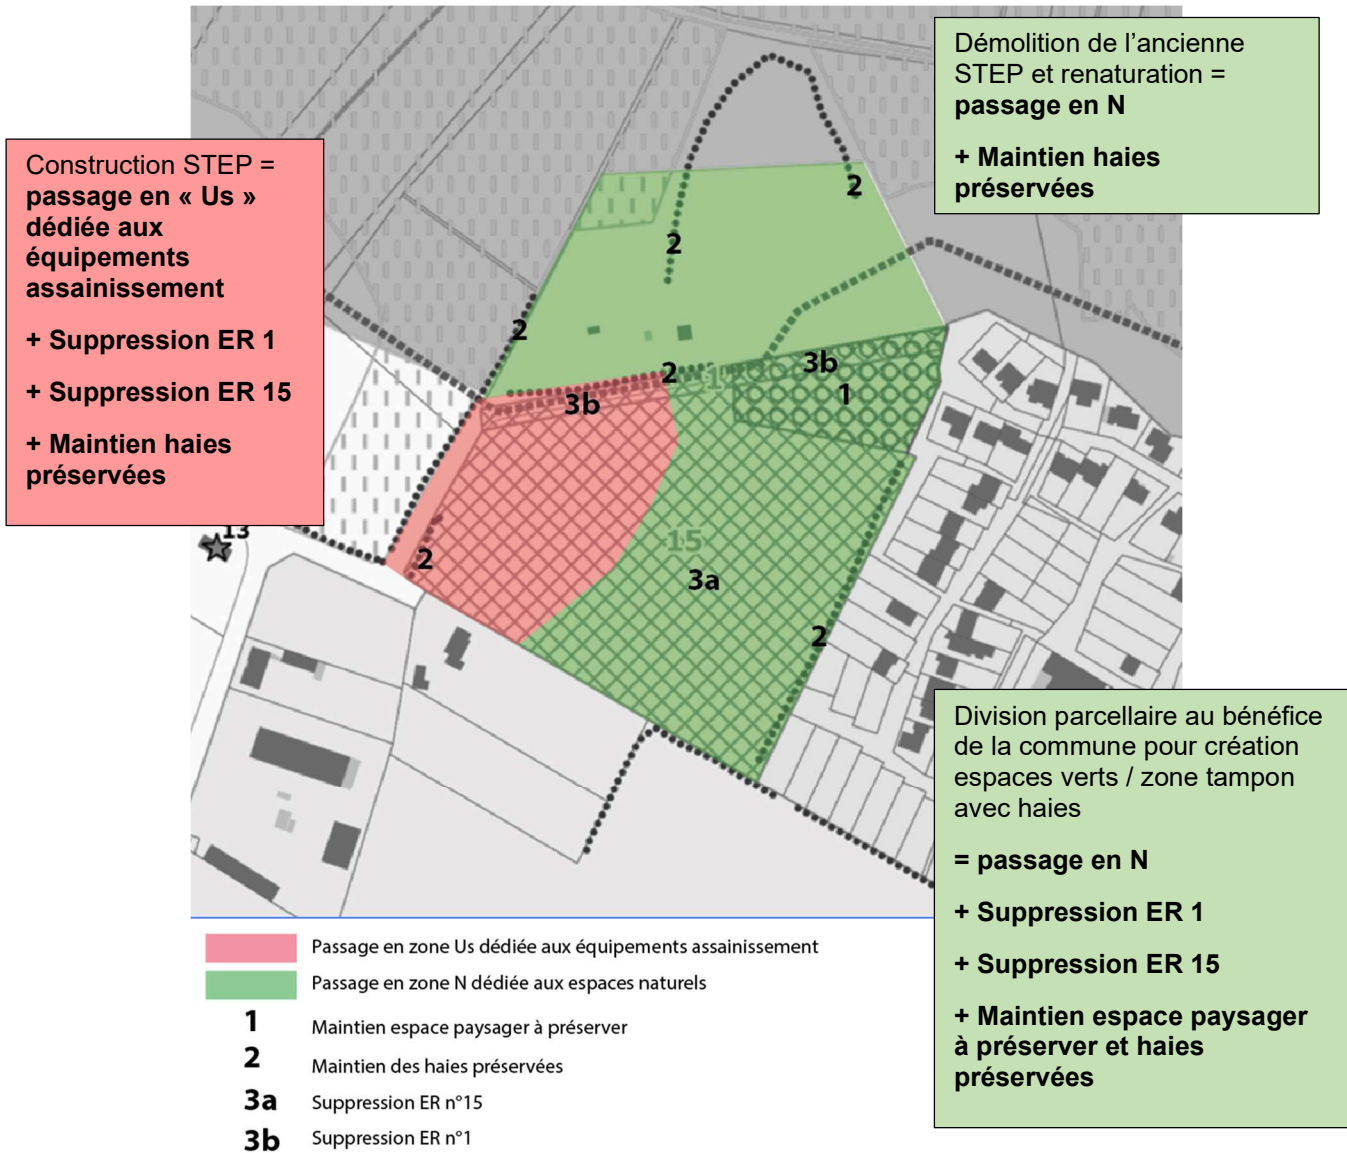 Démolition de l’ancienne
STEP et renaturation =
passage en N
+ Maintien haies
préservées
Construction STEP =
passage en « Us »
dédiée aux
équipements
assainissement
+ Suppression ER 1
+ Suppression ER 15
+ Maintien haies
préservées
2
2
2
2
3b
1
3b
1
13
15
2
3a
2
Division parcellaire au bénéfice
de la commune pour création
espaces verts / zone tampon
avec haies
= passage en N
+ Suppression ER 1
+ Suppression ER 15
+ Maintien espace paysager
à préserver et haies
préservées
Passage en zone Us dédiée aux équipements assainissement
Passage en zone N dédiée aux espaces naturels
1 Maintien espace paysager à préserver
2 Maintien des haies préservées
3a Suppression ER n°15
3b Suppression ER n°1